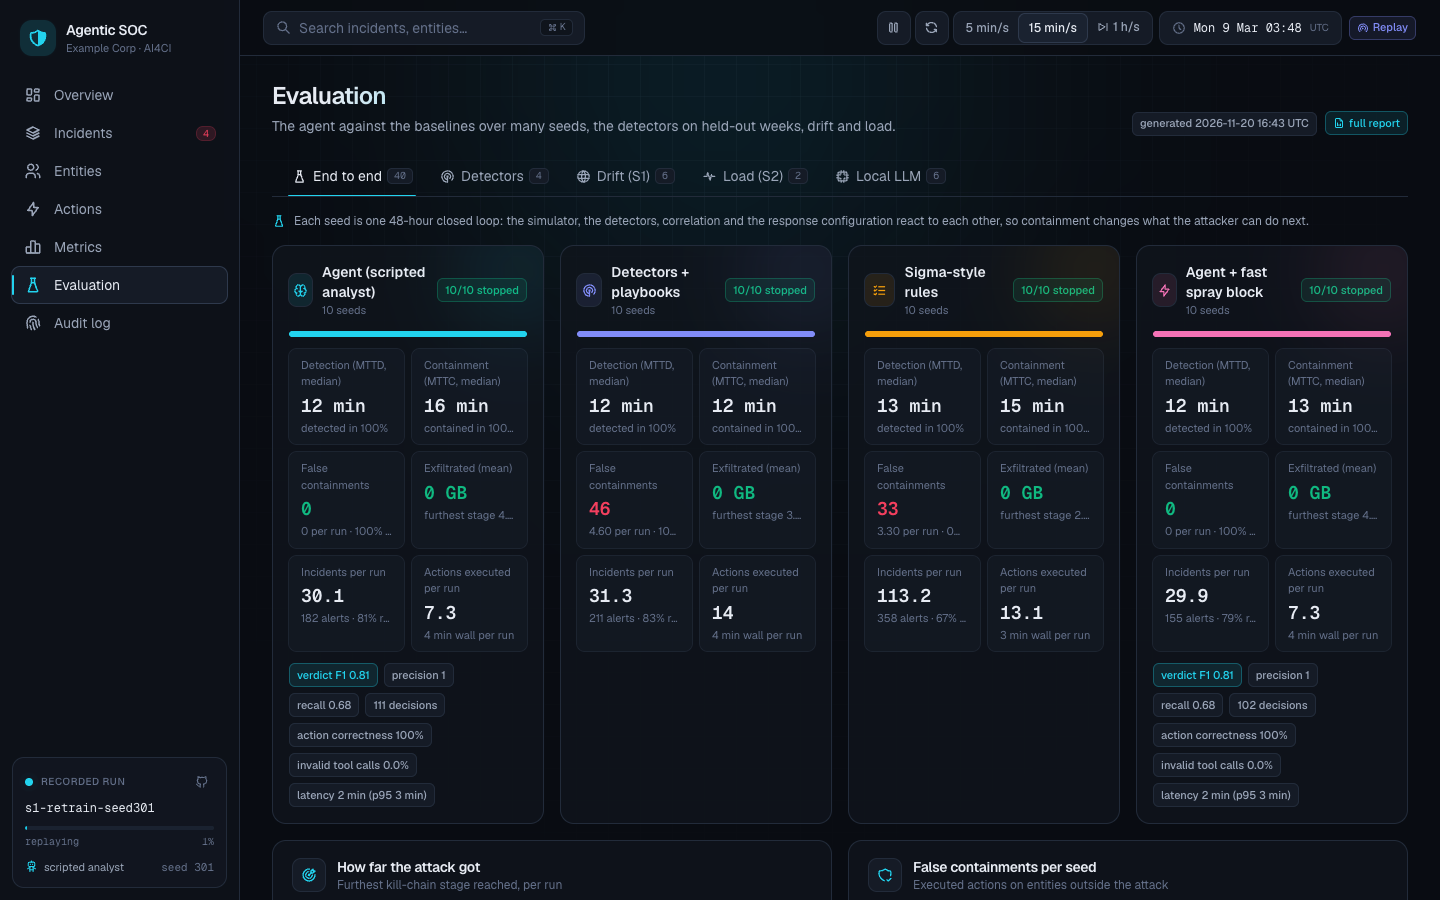 Agentic SOC
Example Corp · AI4CI
Search incidents, entities...
⌘ K
5 min/s
15 min/s
1 h/s
Mon 9 Mar 03:48 UTC
Replay
Overview
Incidents
4
Entities
Actions
Metrics
Evaluation
Audit log
Evaluation
The agent against the baselines over many seeds, the detectors on held-out weeks, drift and load.
generated 2026-11-20 16:43 UTC
full report
End to end 40
Detectors 4
Drift (S1) 6
Load (S2) 2
Local LLM 6
Each seed is one 48-hour closed loop: the simulator, the detectors, correlation and the response configuration react to each other, so containment changes what the attacker can do next.
Agent (scripted
analyst)
10 seeds
10/10 stopped
Detection (MTTD,
median)
12 min
detected in 100%
Containment
(MTTC, median)
16 min
contained in 100...
False
containments
0
0 per run · 100% ...
Exfiltrated (mean)
0 GB
furthest stage 4....
Incidents per run
30.1
182 alerts · 81% r...
Actions executed
per run
7.3
4 min wall per run
verdict F1 0.81
precision 1
recall 0.68
111 decisions
action correctness 100%
invalid tool calls 0.0%
latency 2 min (p95 3 min)
Detectors +
playbooks
10 seeds
10/10 stopped
Detection (MTTD,
median)
12 min
detected in 100%
Containment
(MTTC, median)
12 min
contained in 100...
False
containments
46
4.60 per run · 10...
Exfiltrated (mean)
0 GB
furthest stage 3....
Incidents per run
31.3
211 alerts · 83% r...
Actions executed
per run
14
4 min wall per run
Sigma-style
rules
10 seeds
10/10 stopped
Detection (MTTD,
median)
13 min
detected in 100%
Containment
(MTTC, median)
15 min
contained in 100...
False
containments
33
3.30 per run · 0...
Exfiltrated (mean)
0 GB
furthest stage 2....
Incidents per run
113.2
358 alerts · 67% ...
Actions executed
per run
13.1
3 min wall per run
Agent + fast
spray block
10 seeds
10/10 stopped
Detection (MTTD,
median)
12 min
detected in 100%
Containment
(MTTC, median)
13 min
contained in 100...
False
containments
0
0 per run · 100% ...
Exfiltrated (mean)
0 GB
furthest stage 4....
Incidents per run
29.9
155 alerts · 79% r...
Actions executed
per run
7.3
4 min wall per run
verdict F1 0.81
precision 1
recall 0.68
102 decisions
action correctness 100%
invalid tool calls 0.0%
latency 2 min (p95 3 min)
How far the attack got
Furthest kill-chain stage reached, per run
False containments per seed
Executed actions on entities outside the attack
RECORDED RUN
s1-retrain-seed301
replaying 1%
scripted analyst seed 301